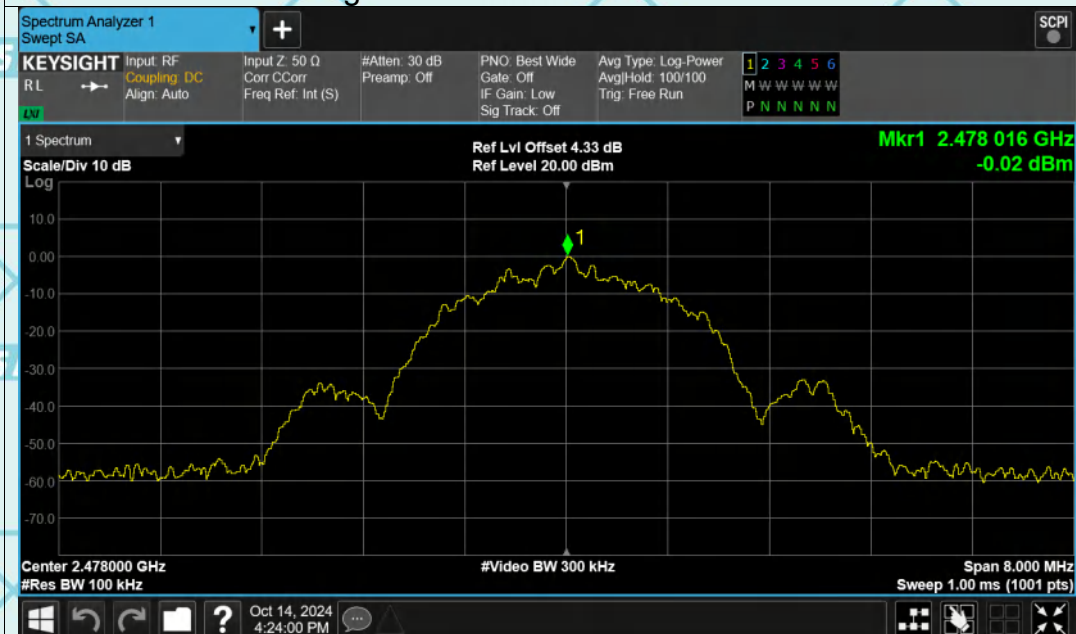 Spectrum Analyzer 1
Swept SA
+
SCPI
KEYSIGHT
R L
LXI
Input: RF
Coupling: DC
Align: Auto
Input Z: 50 Ω
Corr CCorr
Freq Ref: Int (S)
#Atten: 30 dB
Preamp: Off
PNO: Best Wide
Gate: Off
IF Gain: Low
Sig Track: Off
Avg Type: Log-Power
Avg|Hold: 100/100
Trig: Free Run
1 2 3 4 5 6
M W W W W W
P N N N N N
1 Spectrum
Scale/Div 10 dB
Ref Lvl Offset 4.33 dB
Ref Level 20.00 dBm
Mkr1 2.478 016 GHz
-0.02 dBm
Log
10.0
0.00
1
-10.0
-20.0
-30.0
-40.0
-50.0
-60.0
-70.0
Center 2.478000 GHz
#Video BW 300 kHz
Span 8.000 MHz
#Res BW 100 kHz
Sweep 1.00 ms (1001 pts)
?
Oct 14, 2024
4:24:00 PM